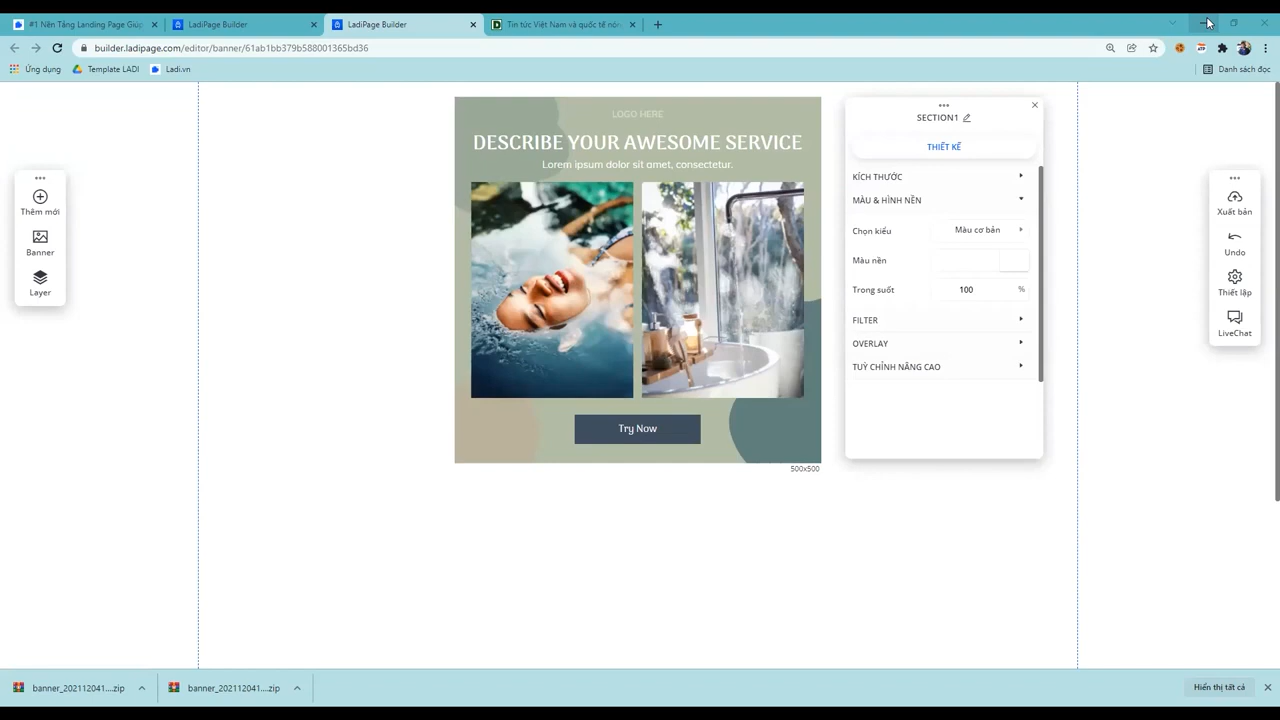 #1 Nền Tảng Landing Page Giúp
LadiPage Builder
LadiPage Builder
Tin tức Việt Nam và quốc tế nón
builder.ladipage.com/editor/banner/61ab1bb379b588001365bd36
Ứng dụng
Template LADI
Ladi.vn
Danh sách đọc
LOGO HERE
DESCRIBE YOUR AWESOME SERVICE
Lorem ipsum dolor sit amet, consectetur.
Try Now
500x500
Thêm mới
Banner
Layer
SECTION1
THIẾT KẾ
KÍCH THƯỚC
MÀU & HÌNH NỀN
Chọn kiểu
Màu cơ bản
Màu nền
Trong suốt
100
%
FILTER
OVERLAY
TUỲ CHỈNH NÂNG CAO
Xuất bản
Undo
Thiết lập
LiveChat
banner_202112041....zip
banner_202112041....zip
Hiển thị tất cả